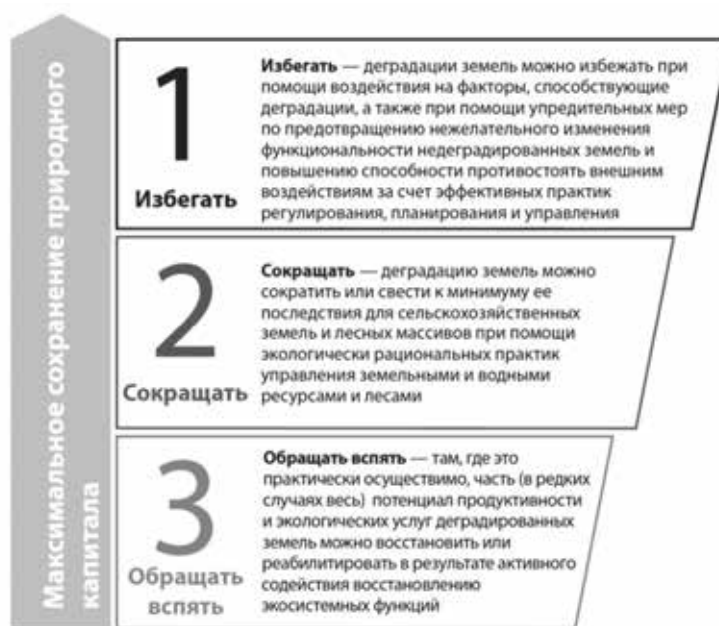 Максимальное сохранение природного
капитала
1
Избегать
Избегать — деградации земель можно избежать при
помощи воздействия на факторы, способствующие
деградации, а также при помощи упредительных мер
по предотвращению нежелательного изменения
функциональности недеградированных земель и
повышению способности противостоять внешним
воздействиям за счет эффективных практик
регулирования, планирования и управления
2
Сокращать
Сокращать — деградацию земель можно
сократить или свести к минимуму ее
последствия для сельскохозяйственных
земель и лесных массивов при помощи
экологически рациональных практик
управления земельными и водными
ресурсами и лесами
3
Обращать
вспять
Обращать вспять — там, где это
практически осуществимо, часть (в редких
случаях весь) потенциал продуктивности
и экологических услуг деградированных
земель можно восстановить или
реабилитировать в результате активного
содействия восстановлению
экосистемных функций